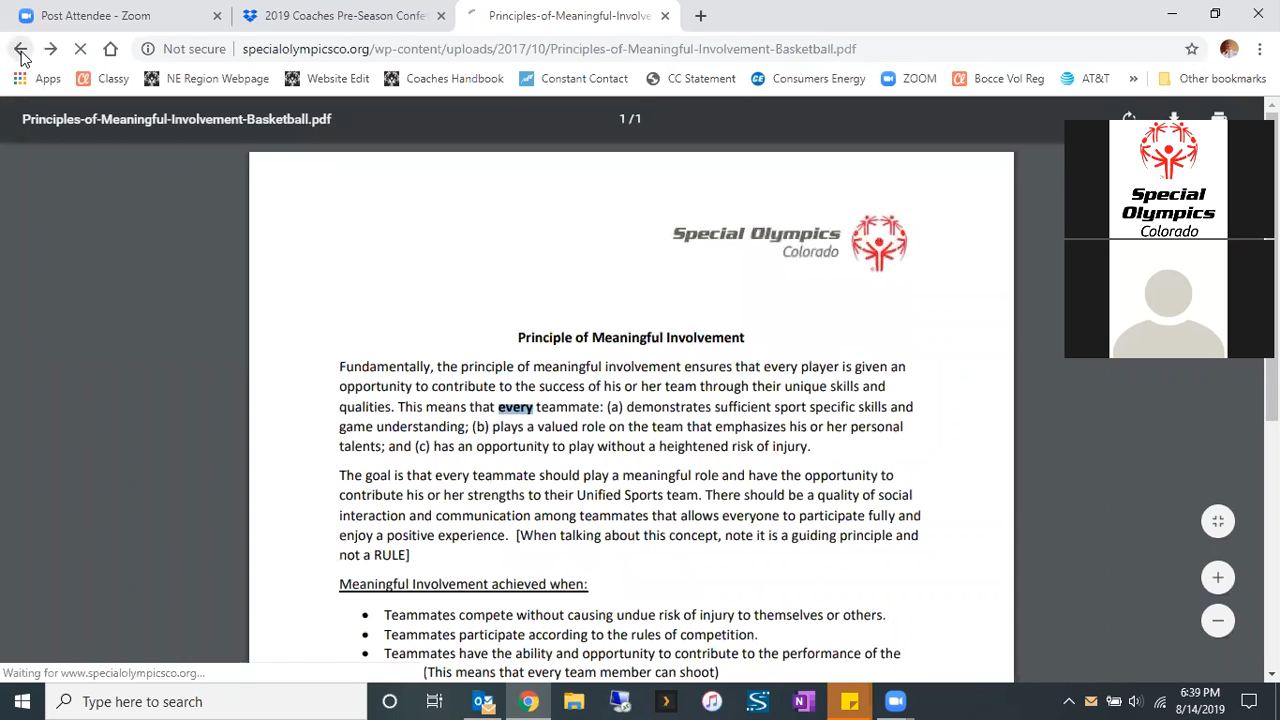 Post Attendee - Zoom
2019 Coaches Pre-Season Confe
Principles-of-Meaningful-Involve
Not secure
specialolympicsco.org/wp-content/uploads/2017/10/Principles-of-Meaningful-Involvement-Basketball.pdf
Apps
Classy
NE Region Webpage
Website Edit
Coaches Handbook
Constant Contact
CC Statement
Consumers Energy
ZOOM
Bocce Vol Reg
AT&T
»
Other bookmarks
Principles-of-Meaningful-Involvement-Basketball.pdf
1 / 1
Special Olympics
Colorado
Special
Olympics
Colorado
Principle of Meaningful Involvement
Fundamentally, the principle of meaningful involvement ensures that every player is given an
opportunity to contribute to the success of his or her team through their unique skills and
qualities. This means that every teammate: (a) demonstrates sufficient sport specific skills and
game understanding; (b) plays a valued role on the team that emphasizes his or her personal
talents; and (c) has an opportunity to play without a heightened risk of injury.
The goal is that every teammate should play a meaningful role and have the opportunity to
contribute his or her strengths to their Unified Sports team. There should be a quality of social
interaction and communication among teammates that allows everyone to participate fully and
enjoy a positive experience. [When talking about this concept, note it is a guiding principle and
not a RULE]
Meaningful Involvement achieved when:
• Teammates compete without causing undue risk of injury to themselves or others.
• Teammates participate according to the rules of competition.
• Teammates have the ability and opportunity to contribute to the performance of the
(This means that every team member can shoot)
Waiting for www.specialolympicsco.org...
Type here to search
6:39 PM
8/14/2019